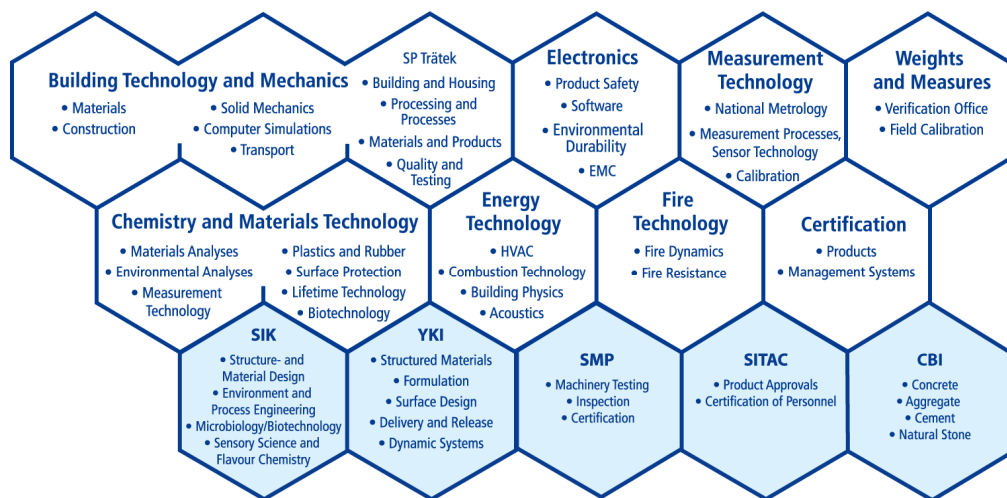 Building Technology and Mechanics
• Materials
• Construction
• Solid Mechanics
• Computer Simulations
• Transport
SP Trätek
• Building and Housing
• Processing and
Processes
• Materials and Products
• Quality and
Testing
Electronics
• Product Safety
• Software
• Environmental
Durability
• EMC
Measurement
Technology
• National Metrology
• Measurement Processes,
Sensor Technology
• Calibration
Weights
and Measures
• Verification Office
• Field Calibration
Chemistry and Materials Technology
• Materials Analyses
• Environmental Analyses
• Measurement
Technology
• Plastics and Rubber
• Surface Protection
• Lifetime Technology
• Biotechnology
Energy
Technology
• HVAC
• Combustion Technology
• Building Physics
• Acoustics
Fire
Technology
• Fire Dynamics
• Fire Resistance
Certification
• Products
• Management Systems
SIK
• Structure- and
Material Design
• Environment and
Process Engineering
• Microbiology/Biotechnology
• Sensory Science and
Flavour Chemistry
YKI
• Structured Materials
• Formulation
• Surface Design
• Delivery and Release
• Dynamic Systems
SMP
• Machinery Testing
• Inspection
• Certification
SITAC
• Product Approvals
• Certification of Personnel
CBI
• Concrete
• Aggregate
• Cement
• Natural Stone